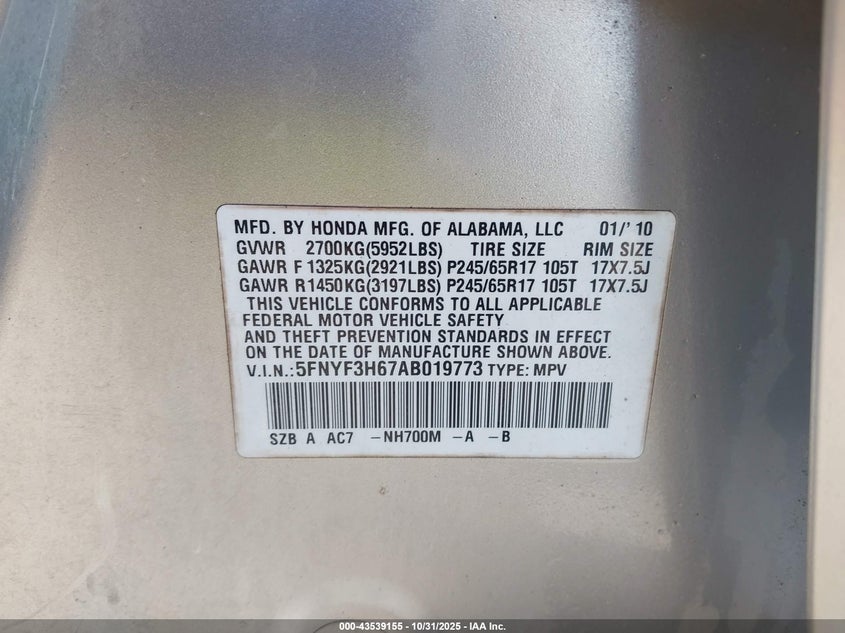 MFD. BY HONDA MFG. OF ALABAMA, LLC 01/'10
GVWR 2700KG(5952LBS) TIRE SIZE RIM SIZE
GAWR F 1325KG(2921LBS) P245/65R17 105T 17X7.5J
GAWR R 1450KG(3197LBS) P245/65R17 105T 17X7.5J
THIS VEHICLE CONFORMS TO ALL APPLICABLE
FEDERAL MOTOR VEHICLE SAFETY
AND THEFT PREVENTION STANDARDS IN EFFECT
ON THE DATE OF MANUFACTURE SHOWN ABOVE.
V.I.N.:5FNYF3H67AB019773 TYPE: MPV
SZB A AC7 -NH700M -A -B
000-43539155 - 10/31/2025 - IAA Inc.